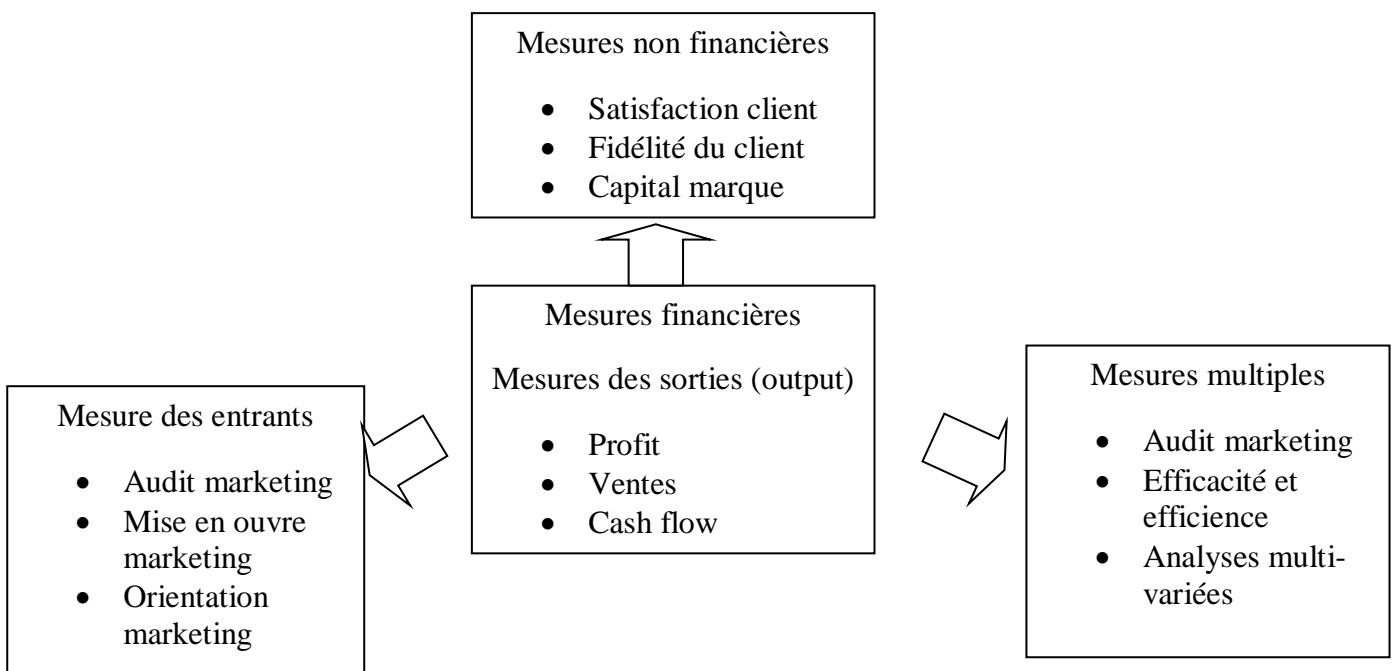 Mesures non financières
• Satisfaction client
• Fidélité du client
• Capital marque
Mesures financières
Mesures des sorties (output)
• Profit
• Ventes
• Cash flow
Mesure des entrants
• Audit marketing
• Mise en ouvre
marketing
• Orientation
marketing
Mesures multiples
• Audit marketing
• Efficacité et
efficience
• Analyses multi-
variées